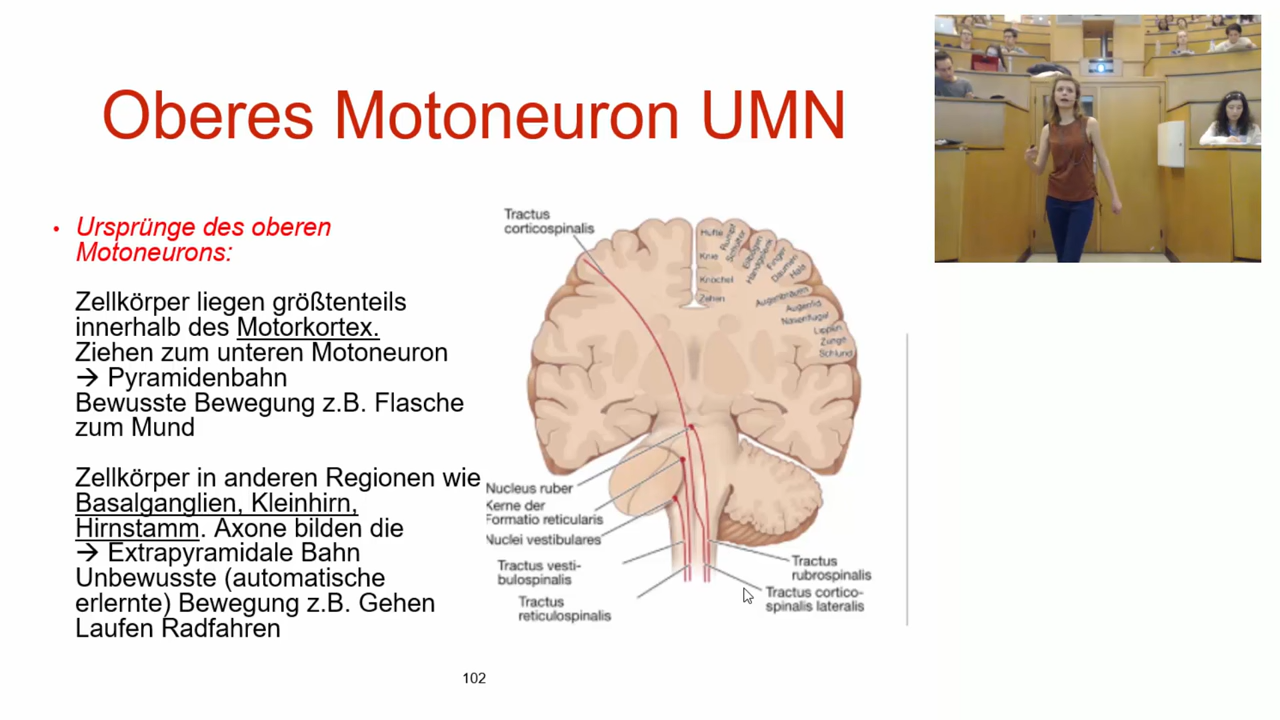 Oberes Motoneuron UMN
• Ursprünge des oberen
Motoneurons:
Zellkörper liegen größtenteils
innerhalb des Motorkortex.
Ziehen zum unteren Motoneuron
→ Pyramidenbahn
Bewusste Bewegung z.B. Flasche
zum Mund
Zellkörper in anderen Regionen wie
Basalganglien, Kleinhirn,
Hirnstamm. Axone bilden die
→ Extrapyramidale Bahn
Unbewusste (automatische
erlernte) Bewegung z.B. Gehen
Laufen Radfahren
Tractus
corticospinalis
Hüfte
Knie
Knöchel
Zehen
Rumpf
Schulter
Ellbogen
Handgelenk
Finger
Daumen
Hals
Augenbrauen
Augenlid
Nasenflügel
Lippen
Zunge
Schlund
Nucleus ruber
Kerne der
Formatio reticularis
Nuclei vestibulares
Tractus vesti-
bulospinalis
Tractus
reticulospinalis
Tractus
rubrospinalis
Tractus cortico-
spinalis lateralis
102